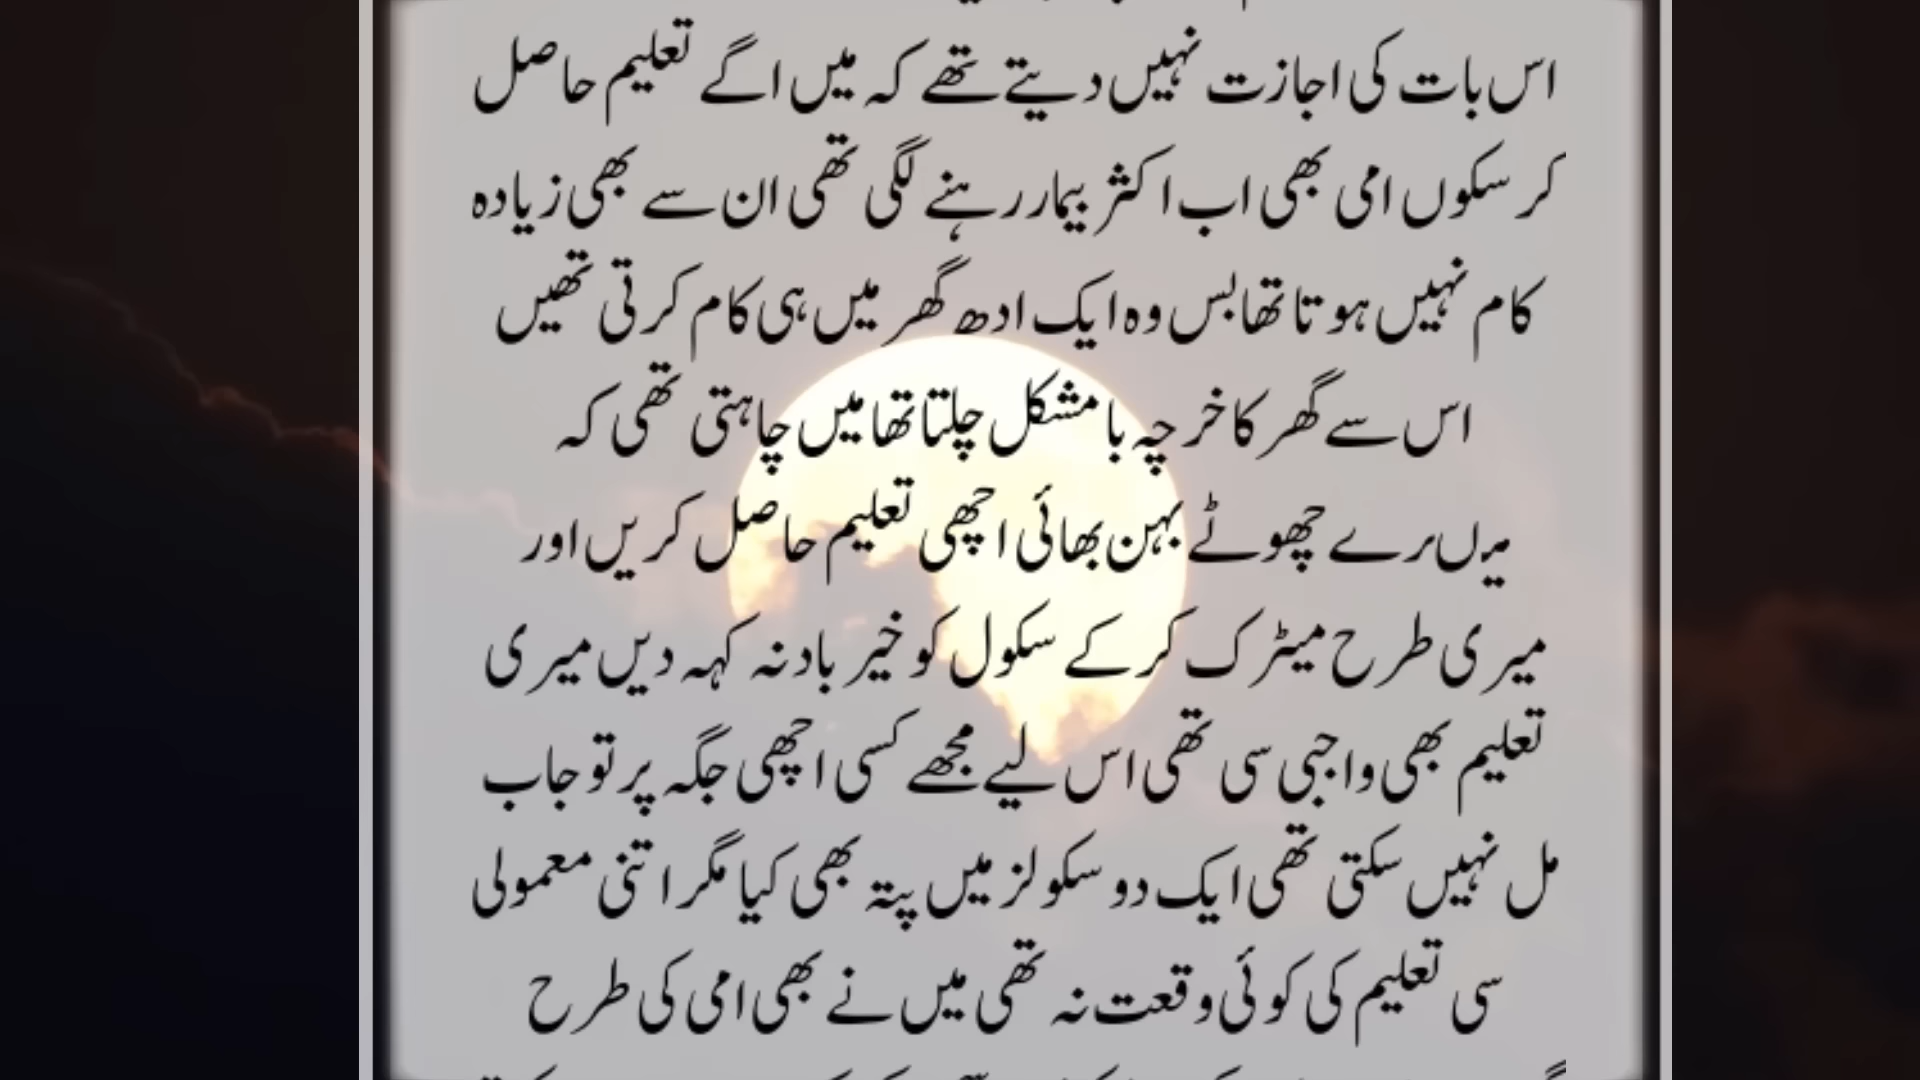 اس بات کی اجازت نہیں دیتے تھے کہ میں اگے تعلیم حاصل
کر سکوں امی بھی اب اکثر بیمار رہنے لگی تھی ان سے بھی زیادہ
کام نہیں ہوتا تھا بس وہ ایک ادھ گھر میں ہی کام کرتی تھیں
اس سے گھر کا خرچہ با مشکل چلتا تھا میں چاہتی تھی کہ
میںرے چھوٹے بہن بھائی اچھی تعلیم حاصل کریں اور
میری طرح میٹرک کر کے سکول کو خیر باد نہ کہہ دیں میری
تعلیم بھی واجبی سی تھی اس لیے مجھے کسی اچھی جگہ پر تو جاب
مل نہیں سکتی تھی ایک دو سکولز میں پتہ بھی کیا مگر اتنی معمولی
سی تعلیم کی کوئی وقعت نہ تھی میں نے بھی امی کی طرح